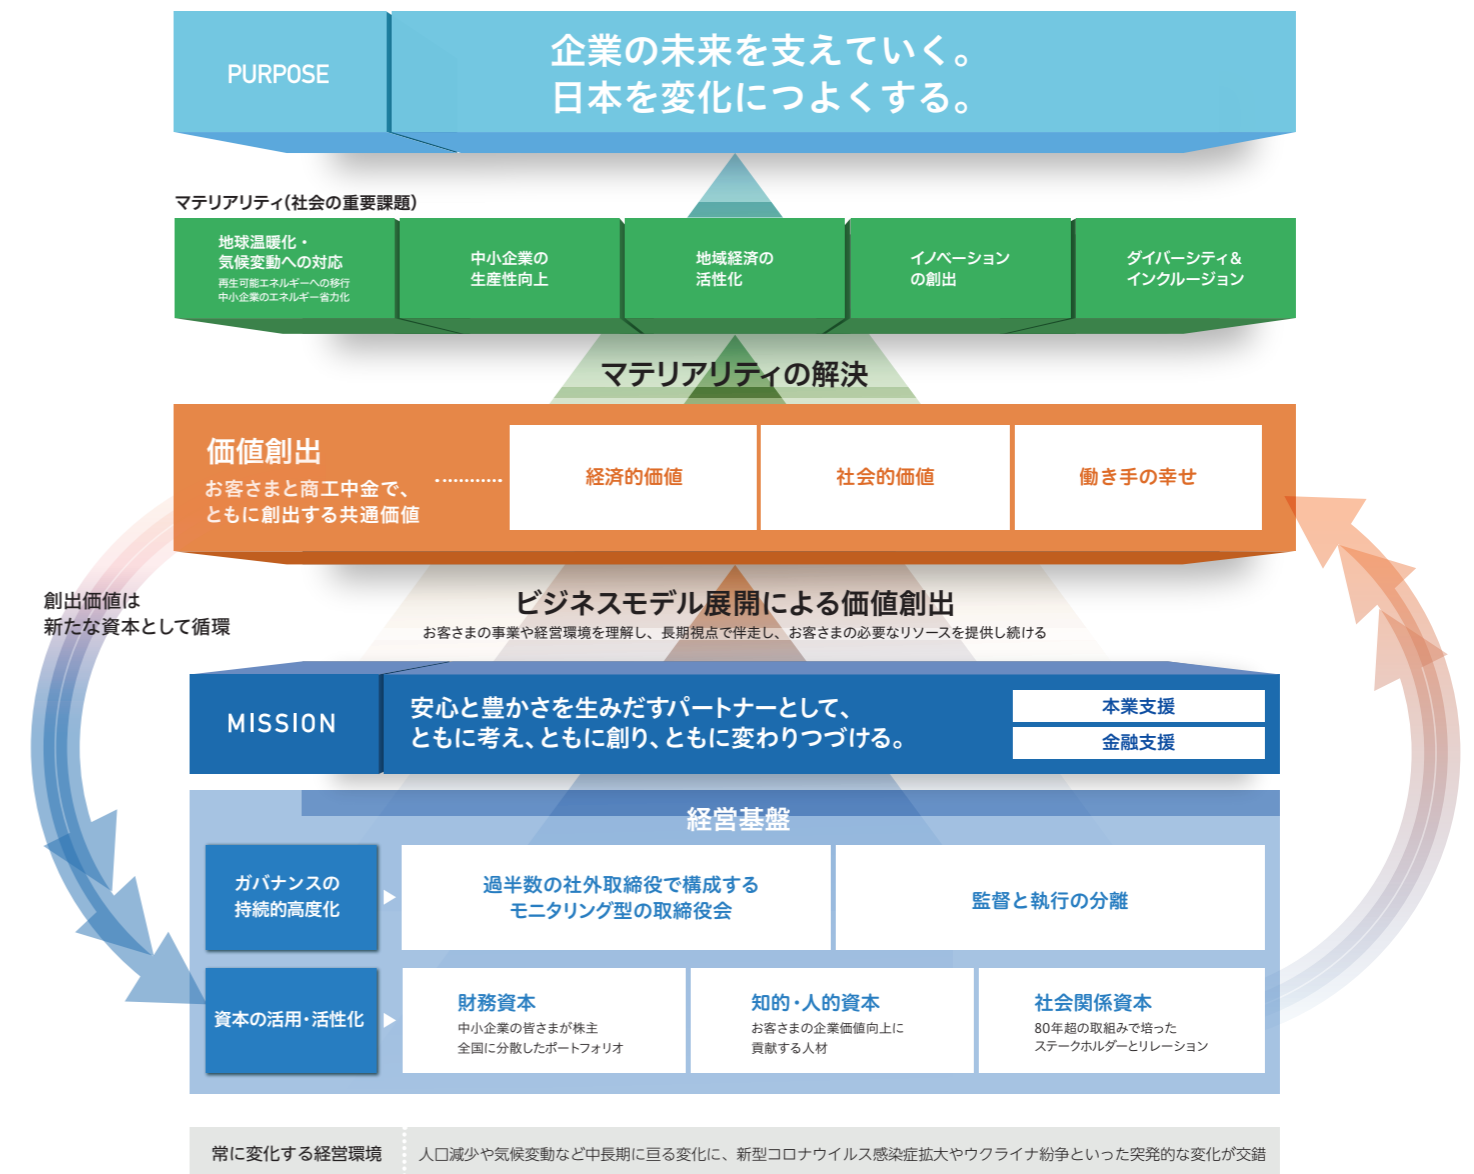 PURPOSE
企業の未来を支えていく。
日本を変化につよくする。
マテリアリティ(社会の重要課題)
地球温暖化・
気候変動への対応
再生可能エネルギーへの移行
中小企業のエネルギー省力化
中小企業の
生産性向上
地域経済の
活性化
イノベーション
の創出
ダイバーシティ&
インクルージョン
マテリアリティの解決
価値創出
お客さまと商工中金で、
ともに創出する共通価値
経済的価値
社会的価値
働き手の幸せ
創出価値は
新たな資本として循環
ビジネスモデル展開による価値創出
お客さまの事業や経営環境を理解し、長期視点で伴走し、お客さまの必要なリソースを提供し続ける
MISSION
安心と豊かさを生みだすパートナーとして、
ともに考え、ともに創り、ともに変わりつづける。
本業支援
金融支援
経営基盤
ガバナンスの
持続的高度化
過半数の社外取締役で構成する
モニタリング型の取締役会
監督と執行の分離
資本の活用・活性化
財務資本
中小企業の皆さまが株主
全国に分散したポートフォリオ
知的・人的資本
お客さまの企業価値向上に
貢献する人材
社会関係資本
80年超の取組みで培った
ステークホルダーとリレーション
常に変化する経営環境
人口減少や気候変動など中長期に亘る変化に、新型コロナウイルス感染症拡大やウクライナ紛争といった突発的な変化が交錯